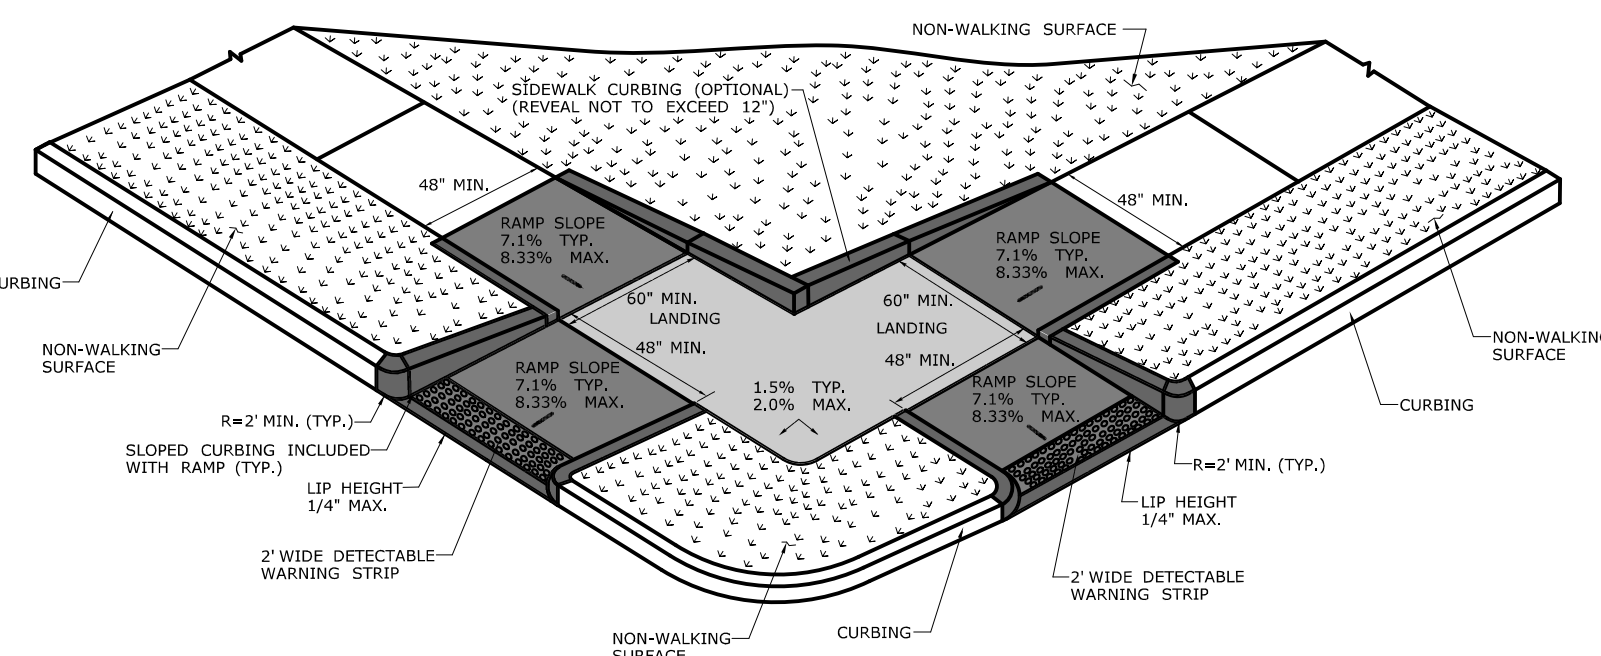 NON-WALKING SURFACE
SIDEWALK CURBING (OPTIONAL)
(REVEAL NOT TO EXCEED 12")
48" MIN.
48" MIN.
RAMP SLOPE
7.1% TYP.
8.33% MAX.
RAMP SLOPE
7.1% TYP.
8.33% MAX.
URBING
60" MIN.
LANDING
48" MIN.
60" MIN.
LANDING
48" MIN.
NON-WALKING
SURFACE
NON-WALKING
SURFACE
RAMP SLOPE
7.1% TYP.
8.33% MAX.
1.5% TYP.
2.0% MAX.
RAMP SLOPE
7.1% TYP.
8.33% MAX.
CURBING
R=2' MIN. (TYP.)
SLOPED CURBING INCLUDED
WITH RAMP (TYP.)
R=2' MIN. (TYP.)
LIP HEIGHT
1/4" MAX.
LIP HEIGHT
1/4" MAX.
2' WIDE DETECTABLE
WARNING STRIP
2' WIDE DETECTABLE
WARNING STRIP
NON-WALKING
SURFACE
CURBING